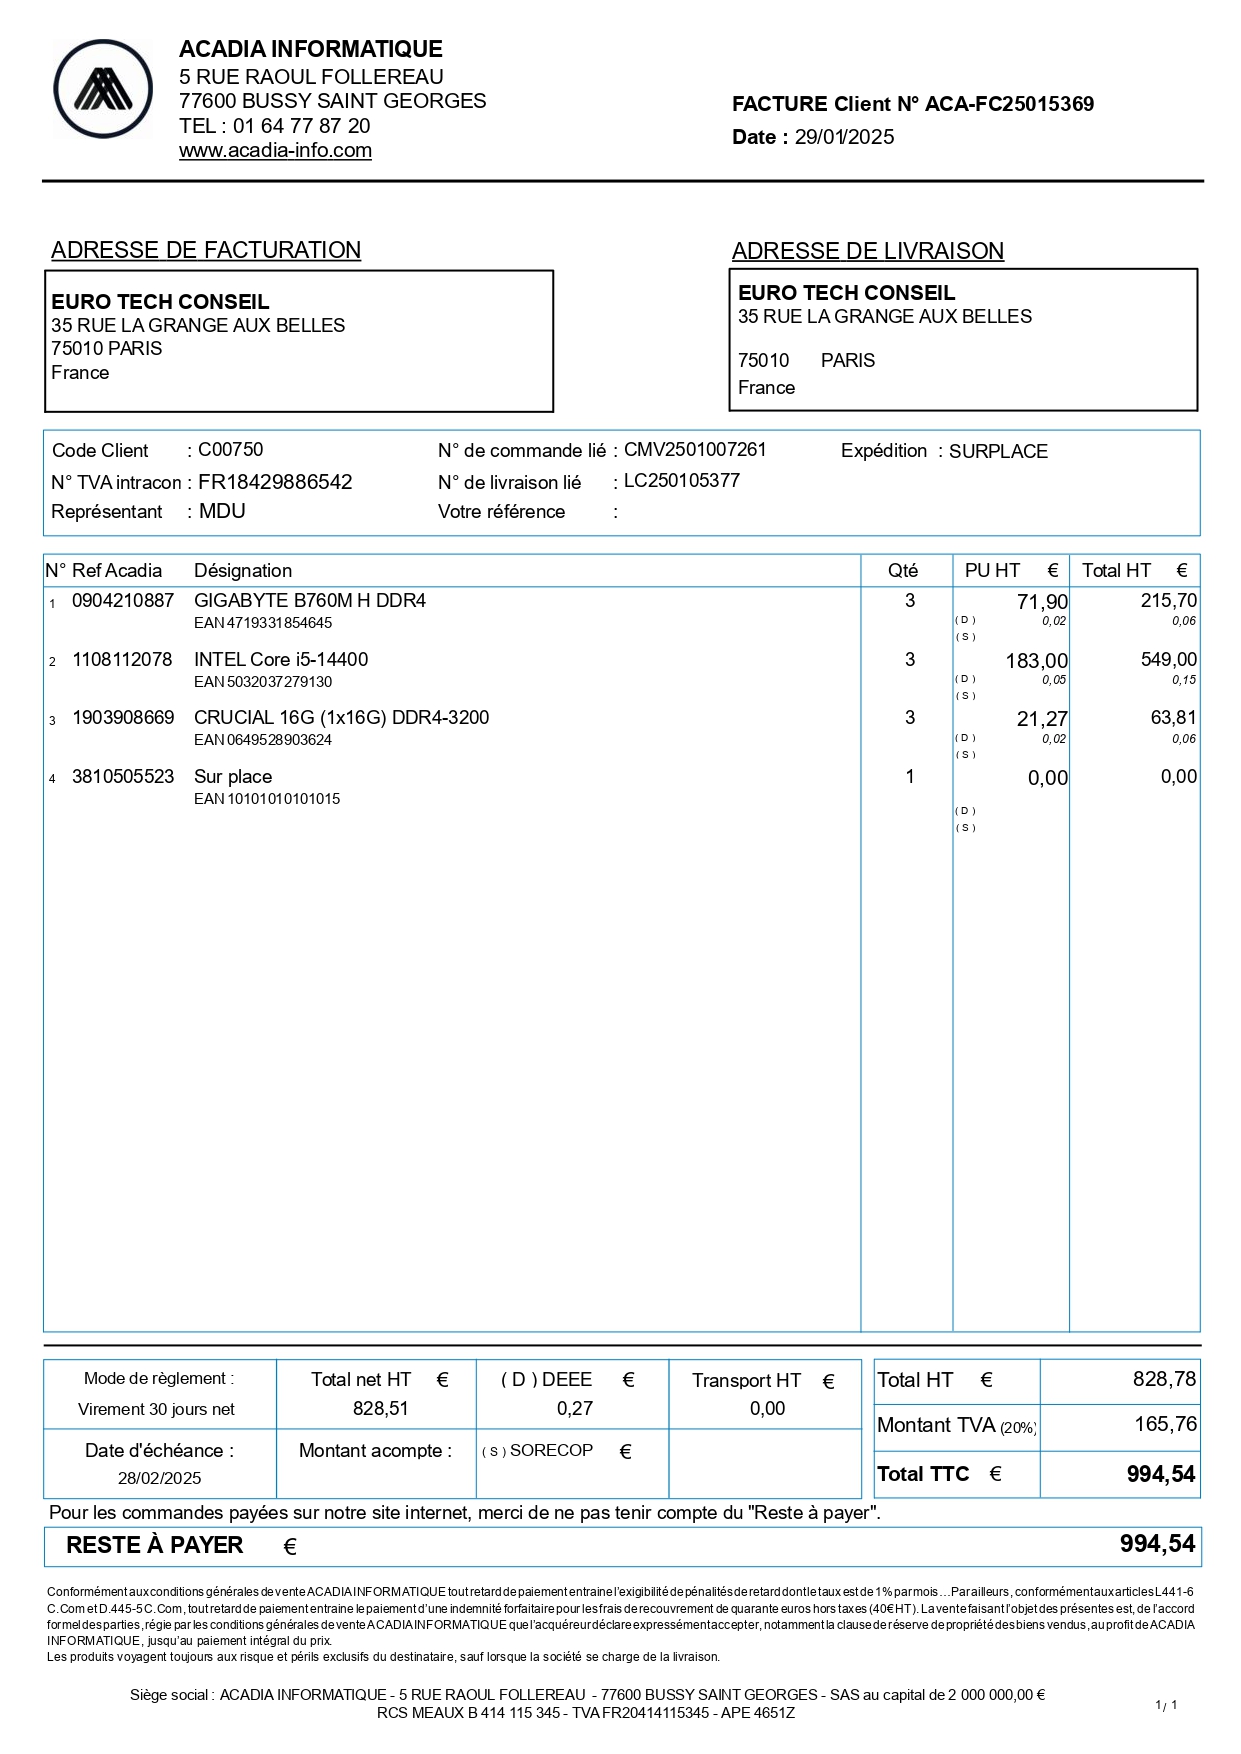 ACADIA INFORMATIQUE
5 RUE RAOUL FOLLEREAU
77600 BUSSY SAINT GEORGES
TEL : 01 64 77 87 20
www.acadia-info.com
FACTURE Client N° ACA-FC25015369
Date : 29/01/2025
ADRESSE DE FACTURATION
EURO TECH CONSEIL
35 RUE LA GRANGE AUX BELLES
75010 PARIS
France
ADRESSE DE LIVRAISON
EURO TECH CONSEIL
35 RUE LA GRANGE AUX BELLES
75010 PARIS
France
Code Client : C00750 N° de commande lié : CMV2501007261 Expédition : SURPLACE
N° TVA intracon : FR18429886542 N° de livraison lié : LC250105377
Représentant : MDU Votre référence :
N° Ref Acadia Désignation Qté PU HT € Total HT €
1 0904210887 GIGABYTE B760M H DDR4 3 71,90 215,70
EAN 4719331854645 ( D ) 0,02 0,06
( S )
2 1108112078 INTEL Core i5-14400 3 183,00 549,00
EAN 5032037279130 ( D ) 0,05 0,15
( S )
3 1903908669 CRUCIAL 16G (1x16G) DDR4-3200 3 21,27 63,81
EAN 0649528903624 ( D ) 0,02 0,06
( S )
4 3810505523 Sur place 1 0,00 0,00
EAN 10101010101015
( D )
( S )
Mode de règlement : Total net HT € ( D ) DEEE € Transport HT €
Virement 30 jours net 828,51 0,27 0,00
Date d'échéance : Montant acompte : ( S ) SORECOP €
28/02/2025
Total HT € 828,78
Montant TVA (20%) 165,76
Total TTC € 994,54
Pour les commandes payées sur notre site internet, merci de ne pas tenir compte du "Reste à payer".
RESTE À PAYER € 994,54
Conformément aux conditions générales de vente ACADIA INFORMATIQUE tout retard de paiement entraine l'exigibilité de pénalités de retard dont le taux est de 1% par mois…Par ailleurs, conformément aux articles L441-6
C.Com et D.445-5 C.Com, tout retard de paiement entraine le paiement d'une indemnité forfaitaire pour les frais de recouvrement de quarante euros hors taxes (40€ HT). La vente faisant l'objet des présentes est, de l'accord
formel des parties, régie par les conditions générales de vente ACADIA INFORMATIQUE que l'acquéreur déclare expressément accepter, notamment la clause de réserve de propriété des biens vendus, au profit de ACADIA
INFORMATIQUE, jusqu'au paiement intégral du prix.
Les produits voyagent toujours aux risque et périls exclusifs du destinataire, sauf lorsque la société se charge de la livraison.
Siège social : ACADIA INFORMATIQUE - 5 RUE RAOUL FOLLEREAU - 77600 BUSSY SAINT GEORGES - SAS au capital de 2 000 000,00 €
RCS MEAUX B 414 115 345 - TVA FR20414115345 - APE 4651Z
1 / 1